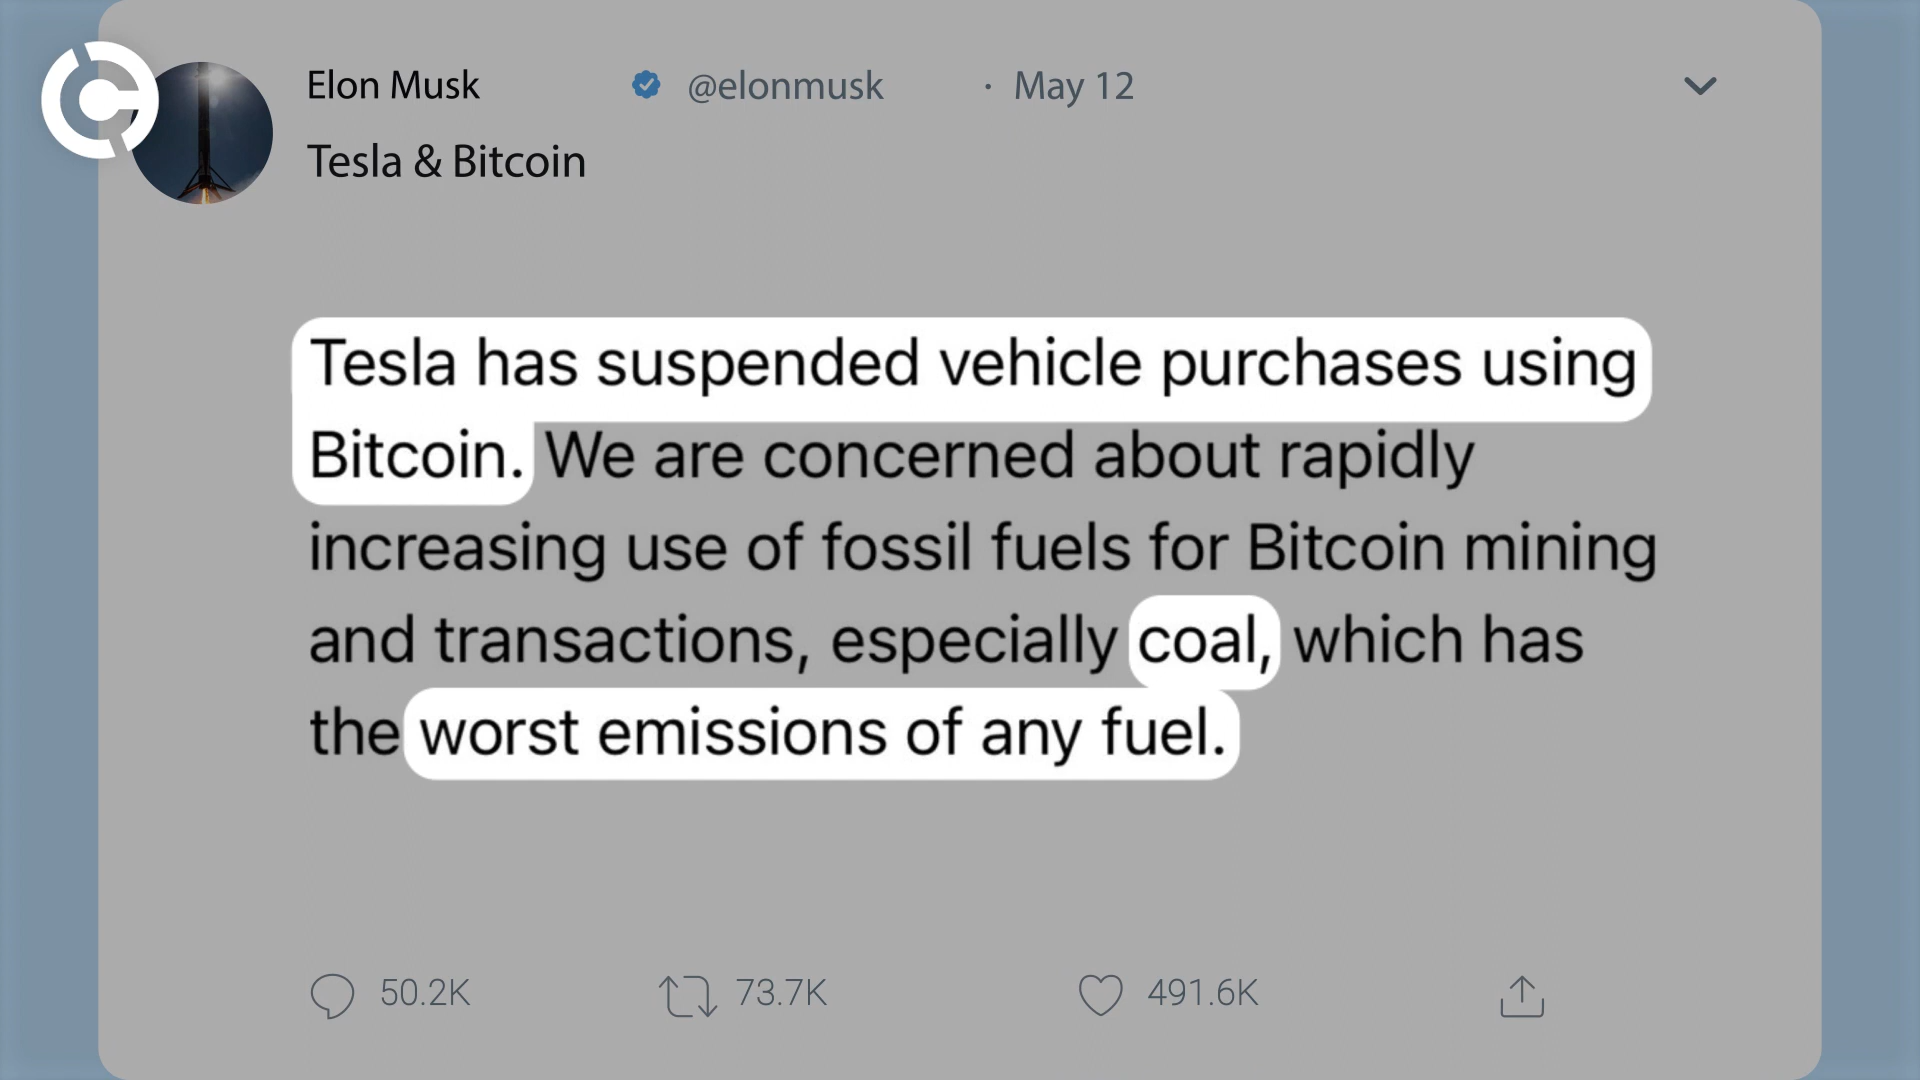 Elon Musk @elonmusk · May 12
Tesla & Bitcoin
Tesla has suspended vehicle purchases using
Bitcoin. We are concerned about rapidly
increasing use of fossil fuels for Bitcoin mining
and transactions, especially coal, which has
the worst emissions of any fuel.
50.2K 73.7K 491.6K